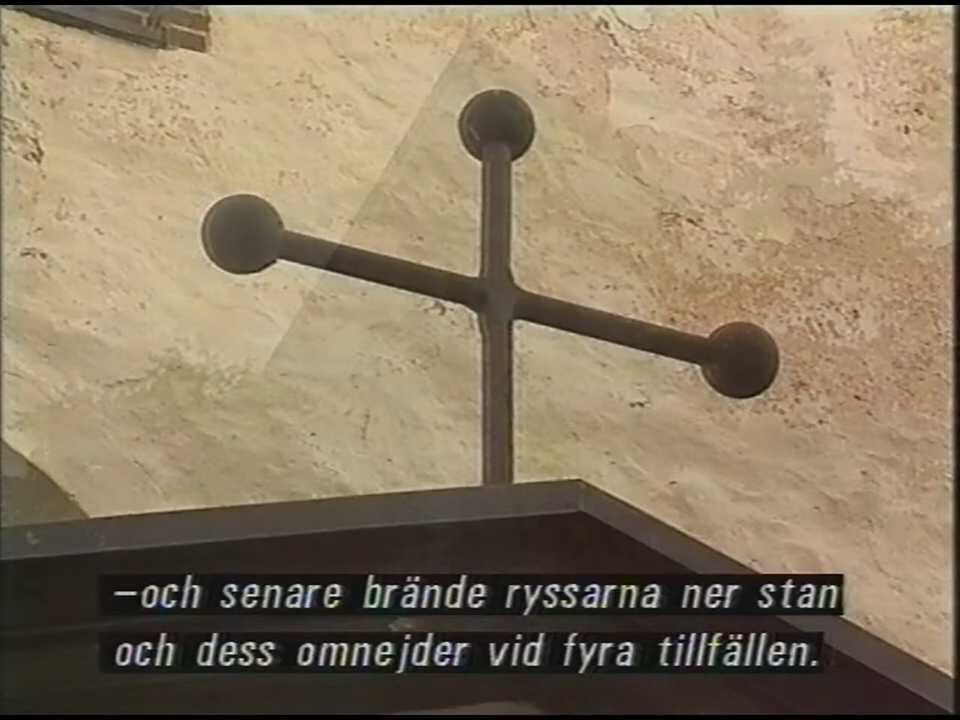 –och senare brände ryssarna ner stan
och dess omnejder vid fyra tillfällen.